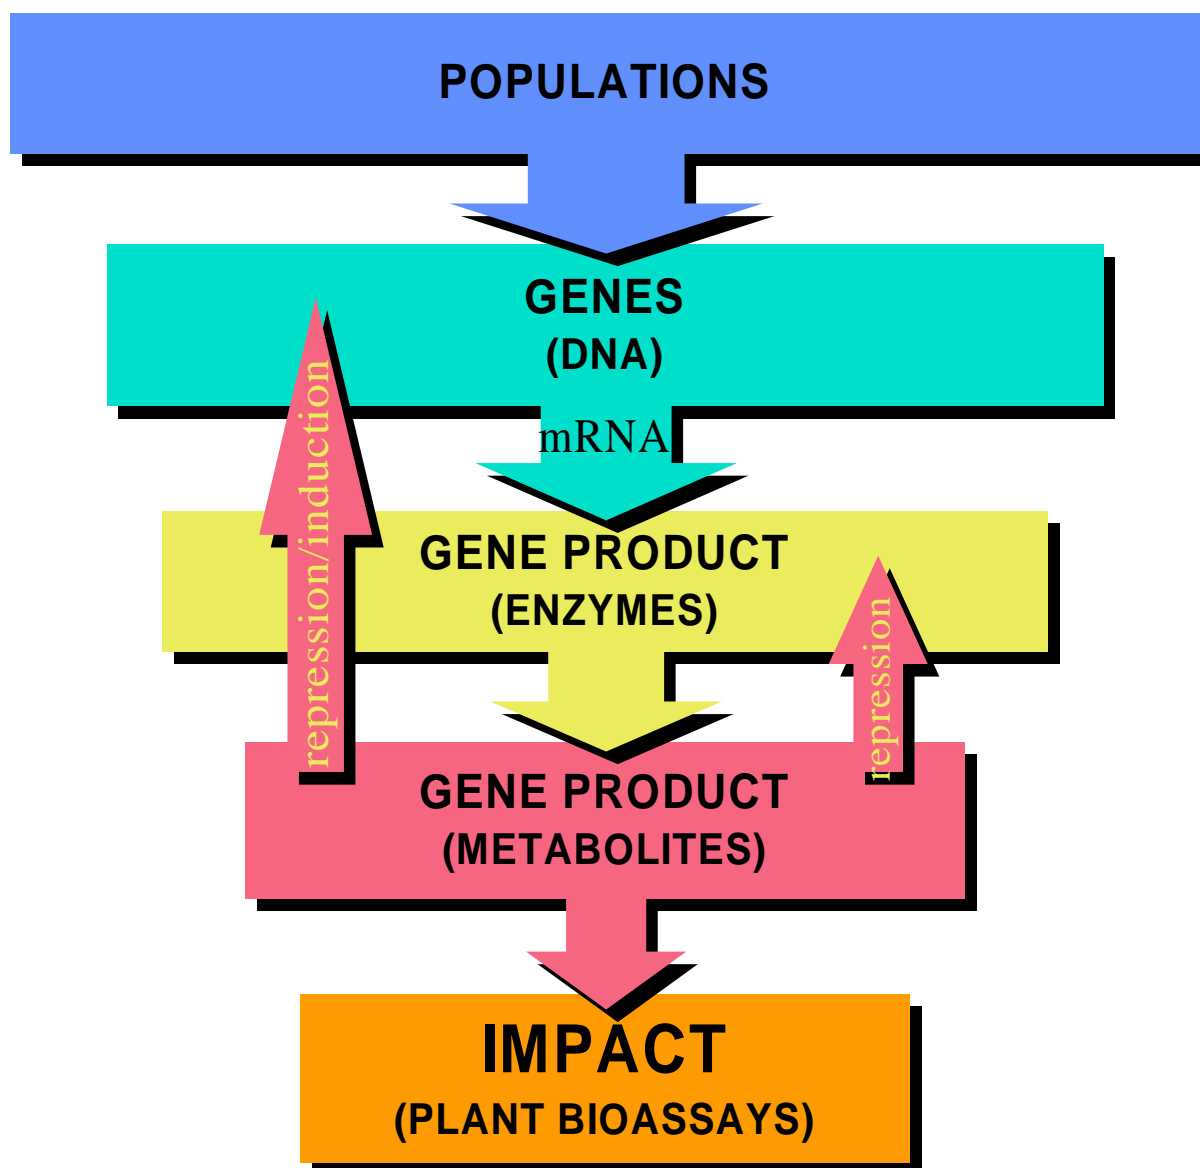 POPULATIONS
GENES
(DNA)
mRNA
repression/induction
GENE PRODUCT
(ENZYMES)
repression
GENE PRODUCT
(METABOLITES)
IMPACT
(PLANT BIOASSAYS)